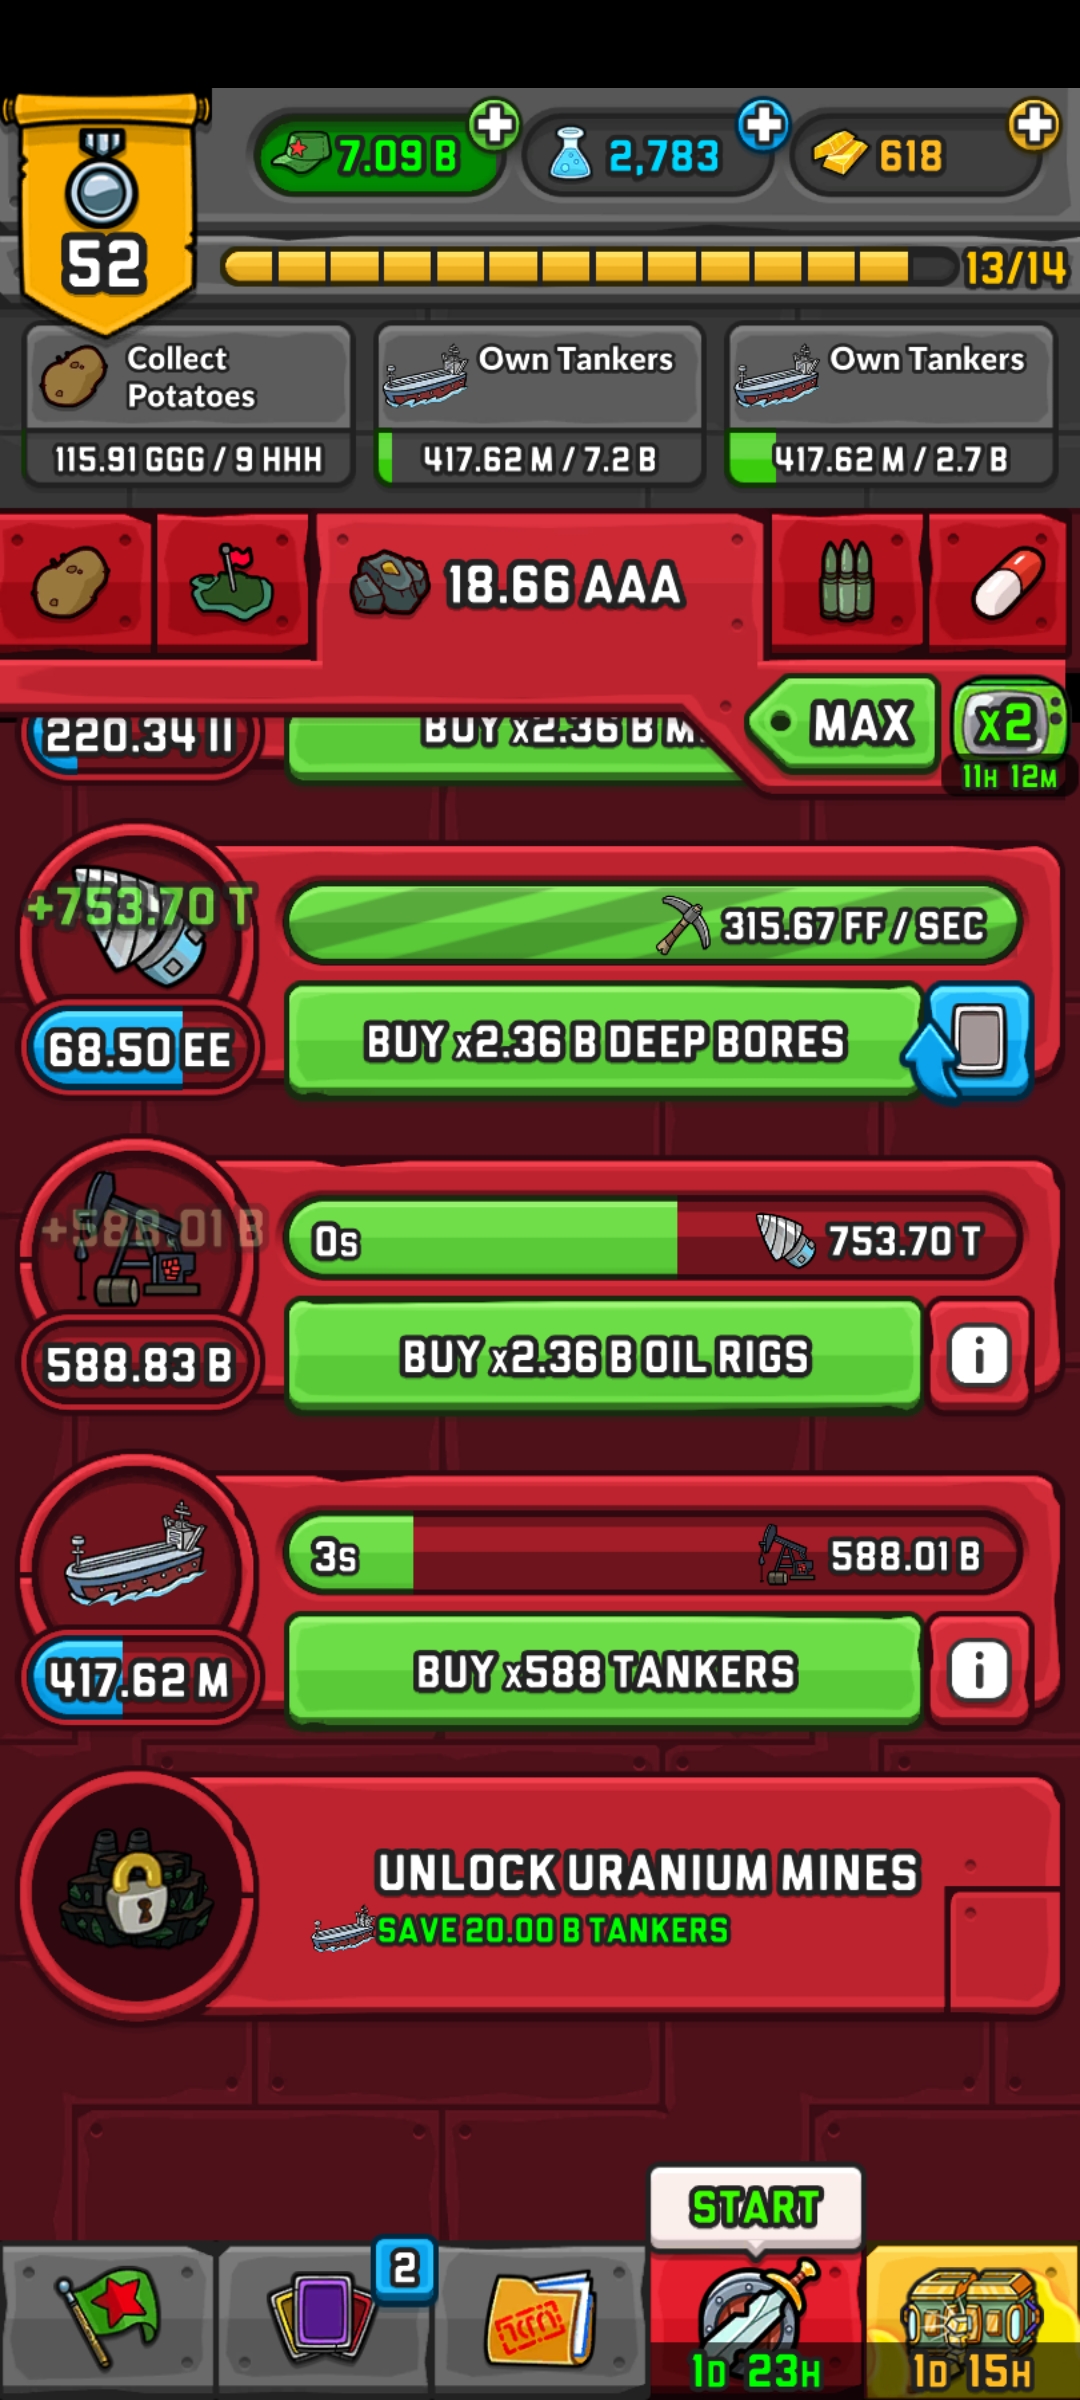 7.09 B
2,783
618
52
13/14
Collect
Potatoes
115.91 GGG / 9 HHH
Own Tankers
417.62 M / 7.2 B
Own Tankers
417.62 M / 2.7 B
18.66 AAA
MAX
x2
11H 12M
220.34 II
BUY x2.36 B
+753.70 T
315.67 FF / SEC
68.50 EE
BUY x2.36 B DEEP BORES
+588.01 B
0s
753.70 T
588.83 B
BUY x2.36 B OIL RIGS
i
3s
588.01 B
417.62 M
BUY x588 TANKERS
i
UNLOCK URANIUM MINES
SAVE 20.00 B TANKERS
START
2
1D 23H
1D 15H